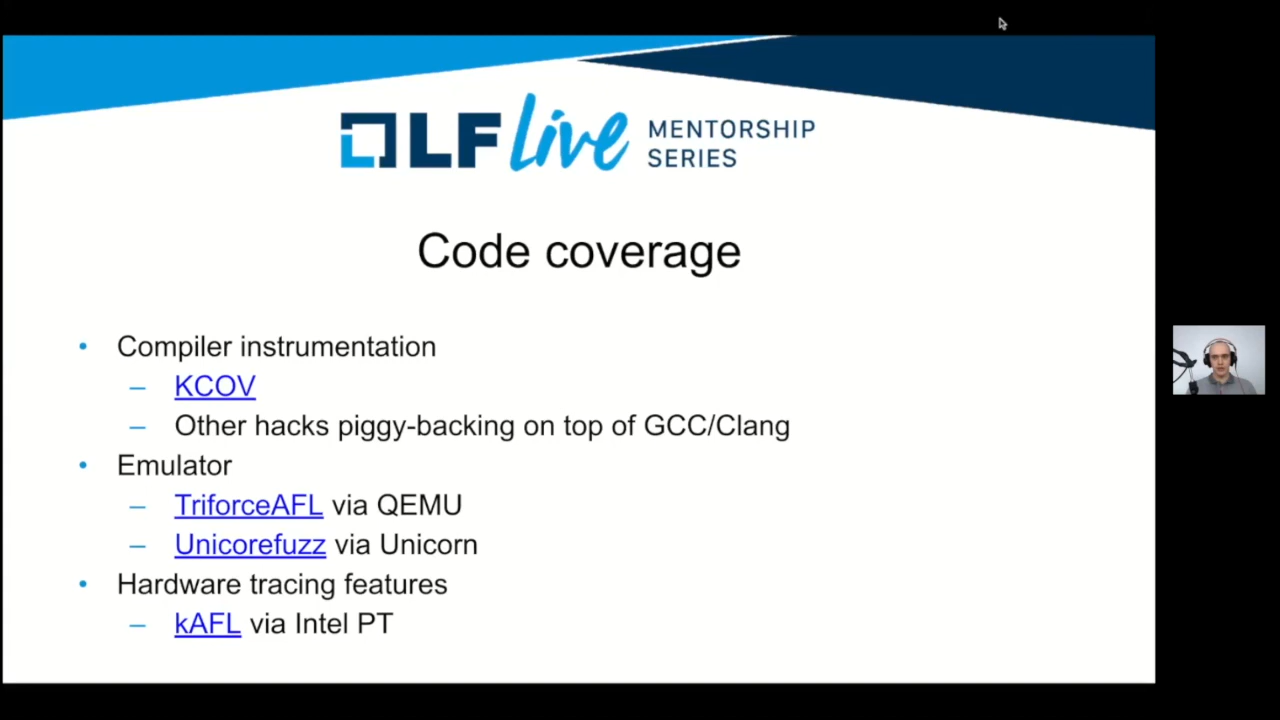 LF Live MENTORSHIP
SERIES
Code coverage
• Compiler instrumentation
– KCOV
– Other hacks piggy-backing on top of GCC/Clang
• Emulator
– TriforceAFL via QEMU
– Unicorefuzz via Unicorn
• Hardware tracing features
– kAFL via Intel PT